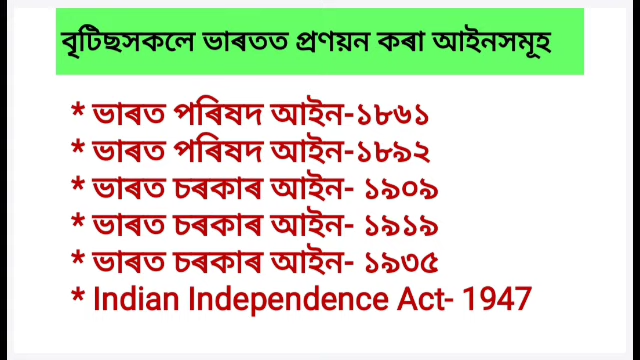 বৃটিছসকলে ভাৰতত প্ৰণয়ন কৰা আইনসমূহ
* ভাৰত পৰিষদ আইন-১৮৬১
* ভাৰত পৰিষদ আইন-১৮৯২
* ভাৰত চৰকাৰ আইন- ১৯০৯
* ভাৰত চৰকাৰ আইন- ১৯১৯
* ভাৰত চৰকাৰ আইন- ১৯৩৫
* Indian Independence Act- 1947